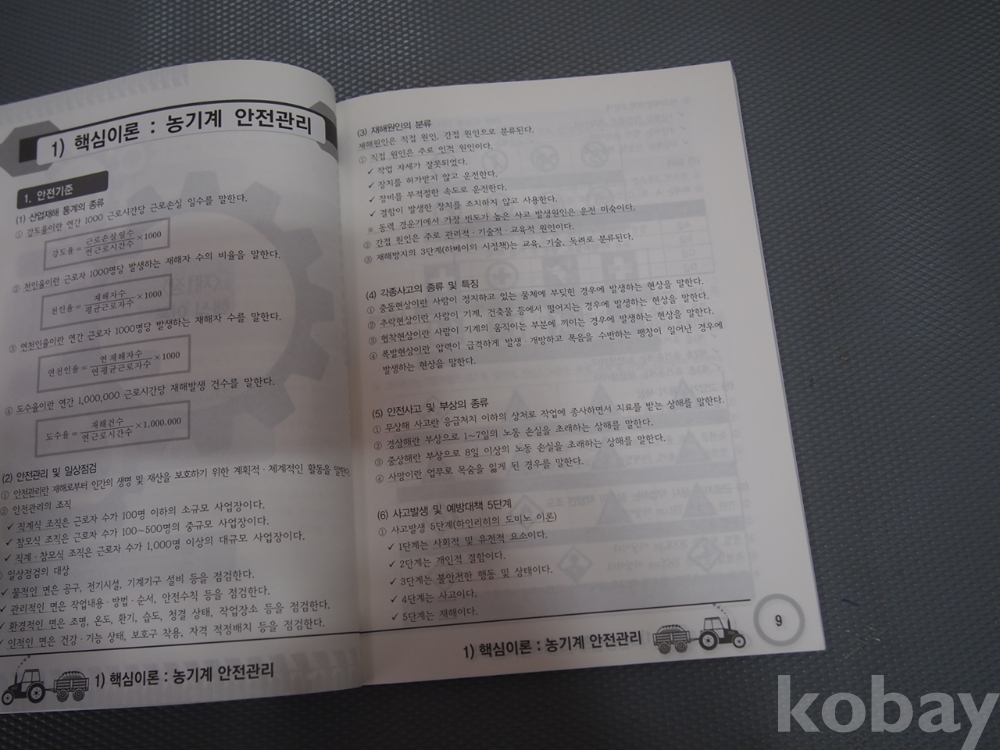 1) 핵심이론 : 농기계 안전관리
1. 안전기준
(1) 산업재해 통계의 종류
① 강도율이란 연간 1000 근로시간당 근로손실 일수를 말한다.
강도율 = 근로손실일수 / 연근로시간수 × 1000
② 천인율이란 근로자 1000명당 발생하는 재해자 수의 비율을 말한다.
천인율 = 재해자수 / 평균근로자수 × 1000
③ 연천인율이란 연간 근로자 1000명당 발생하는 재해자 수를 말한다.
연천인율 = 연재해자수 / 연평균근로자수 × 1000
④ 도수율이란 연간 1,000,000 근로시간당 재해발생 건수를 말한다.
도수율 = 재해건수 / 연근로시간수 × 1,000,000
(2) 안전관리 및 일상점검
① 안전관리란 재해로부터 인간의 생명 및 재산을 보호하기 위한 계획적·체계적인 활동을 말한다.
② 안전관리의 조직
✓ 직계식 조직은 근로자 수가 100명 이하의 소규모 사업장이다.
✓ 참모식 조직은 근로자 수가 100~500명의 중규모 사업장이다.
✓ 직계·참모식 조직은 근로자 수가 1,000명 이상의 대규모 사업장이다.
일상점검의 대상
✓ 물적인 면은 공구, 전기시설, 기계기구 설비 등을 점검한다.
✓ 관리적인 면은 작업내용·방법·순서, 안전수칙 등을 점검한다.
✓ 환경적인 면은 조명, 온도, 환기, 습도, 청결 상태, 작업장소 등을 점검한다.
✓ 인적인 면은 건강·기능 상태, 보호구 착용, 자격 적정배치 등을 점검한다.
1) 핵심이론 : 농기계 안전관리
(3) 재해원인의 분류
재해원인은 직접 원인, 간접 원인으로 분류된다.
① 직접 원인은 주로 인적 원인이다.
✓ 작업 자세가 잘못되었다.
✓ 장치를 허가받지 않고 운전한다.
✓ 장비를 부적정한 속도로 운전한다.
✓ 결함이 발생한 장치를 조치하지 않고 사용한다.
※ 동력 경운기에서 가장 빈도가 높은 사고 발생원인은 운전 미숙이다.
② 간접 원인은 주로 관리적·기술적·교육적 원인이다.
③ 재해방지의 3단계(하베이의 시정책)는 교육, 기술, 독려로 분류된다.
(4) 각종사고의 종류 및 특징
① 충돌현상이란 사람이 정지하고 있는 물체에 부딪힌 경우에 발생하는 현상을 말한다.
② 추락현상이란 사람이 기계, 건축물 등에서 떨어지는 경우에 발생하는 현상을 말한다.
③ 협착현상이란 사람이 기계의 움직이는 부분에 끼이는 경우에 발생하는 현상을 말한다.
④ 폭발현상이란 압력이 급격하게 발생·개방하고 폭음을 수반하는 팽창이 일어난 경우에
발생하는 현상을 말한다.
(5) 안전사고 및 부상의 종류
① 무상해 사고란 응급처치 이하의 상처로 작업에 종사하면서 치료를 받는 상해를 말한다.
② 경상해란 부상으로 1~7일의 노동 손실을 초래하는 상해를 말한다.
③ 중상해란 부상으로 8일 이상의 노동 손실을 초래하는 상해를 말한다.
④ 사망이란 업무로 목숨을 잃게 된 경우를 말한다.
(6) 사고발생 및 예방대책 5단계
① 사고발생 5단계(하인리히의 도미노 이론)
✓ 1단계는 사회적 및 유전적 요소이다.
✓ 2단계는 개인적 결함이다.
✓ 3단계는 불안전한 행동 및 상태이다.
✓ 4단계는 사고이다.
✓ 5단계는 재해이다.
1) 핵심이론 : 농기계 안전관리
9
kobay